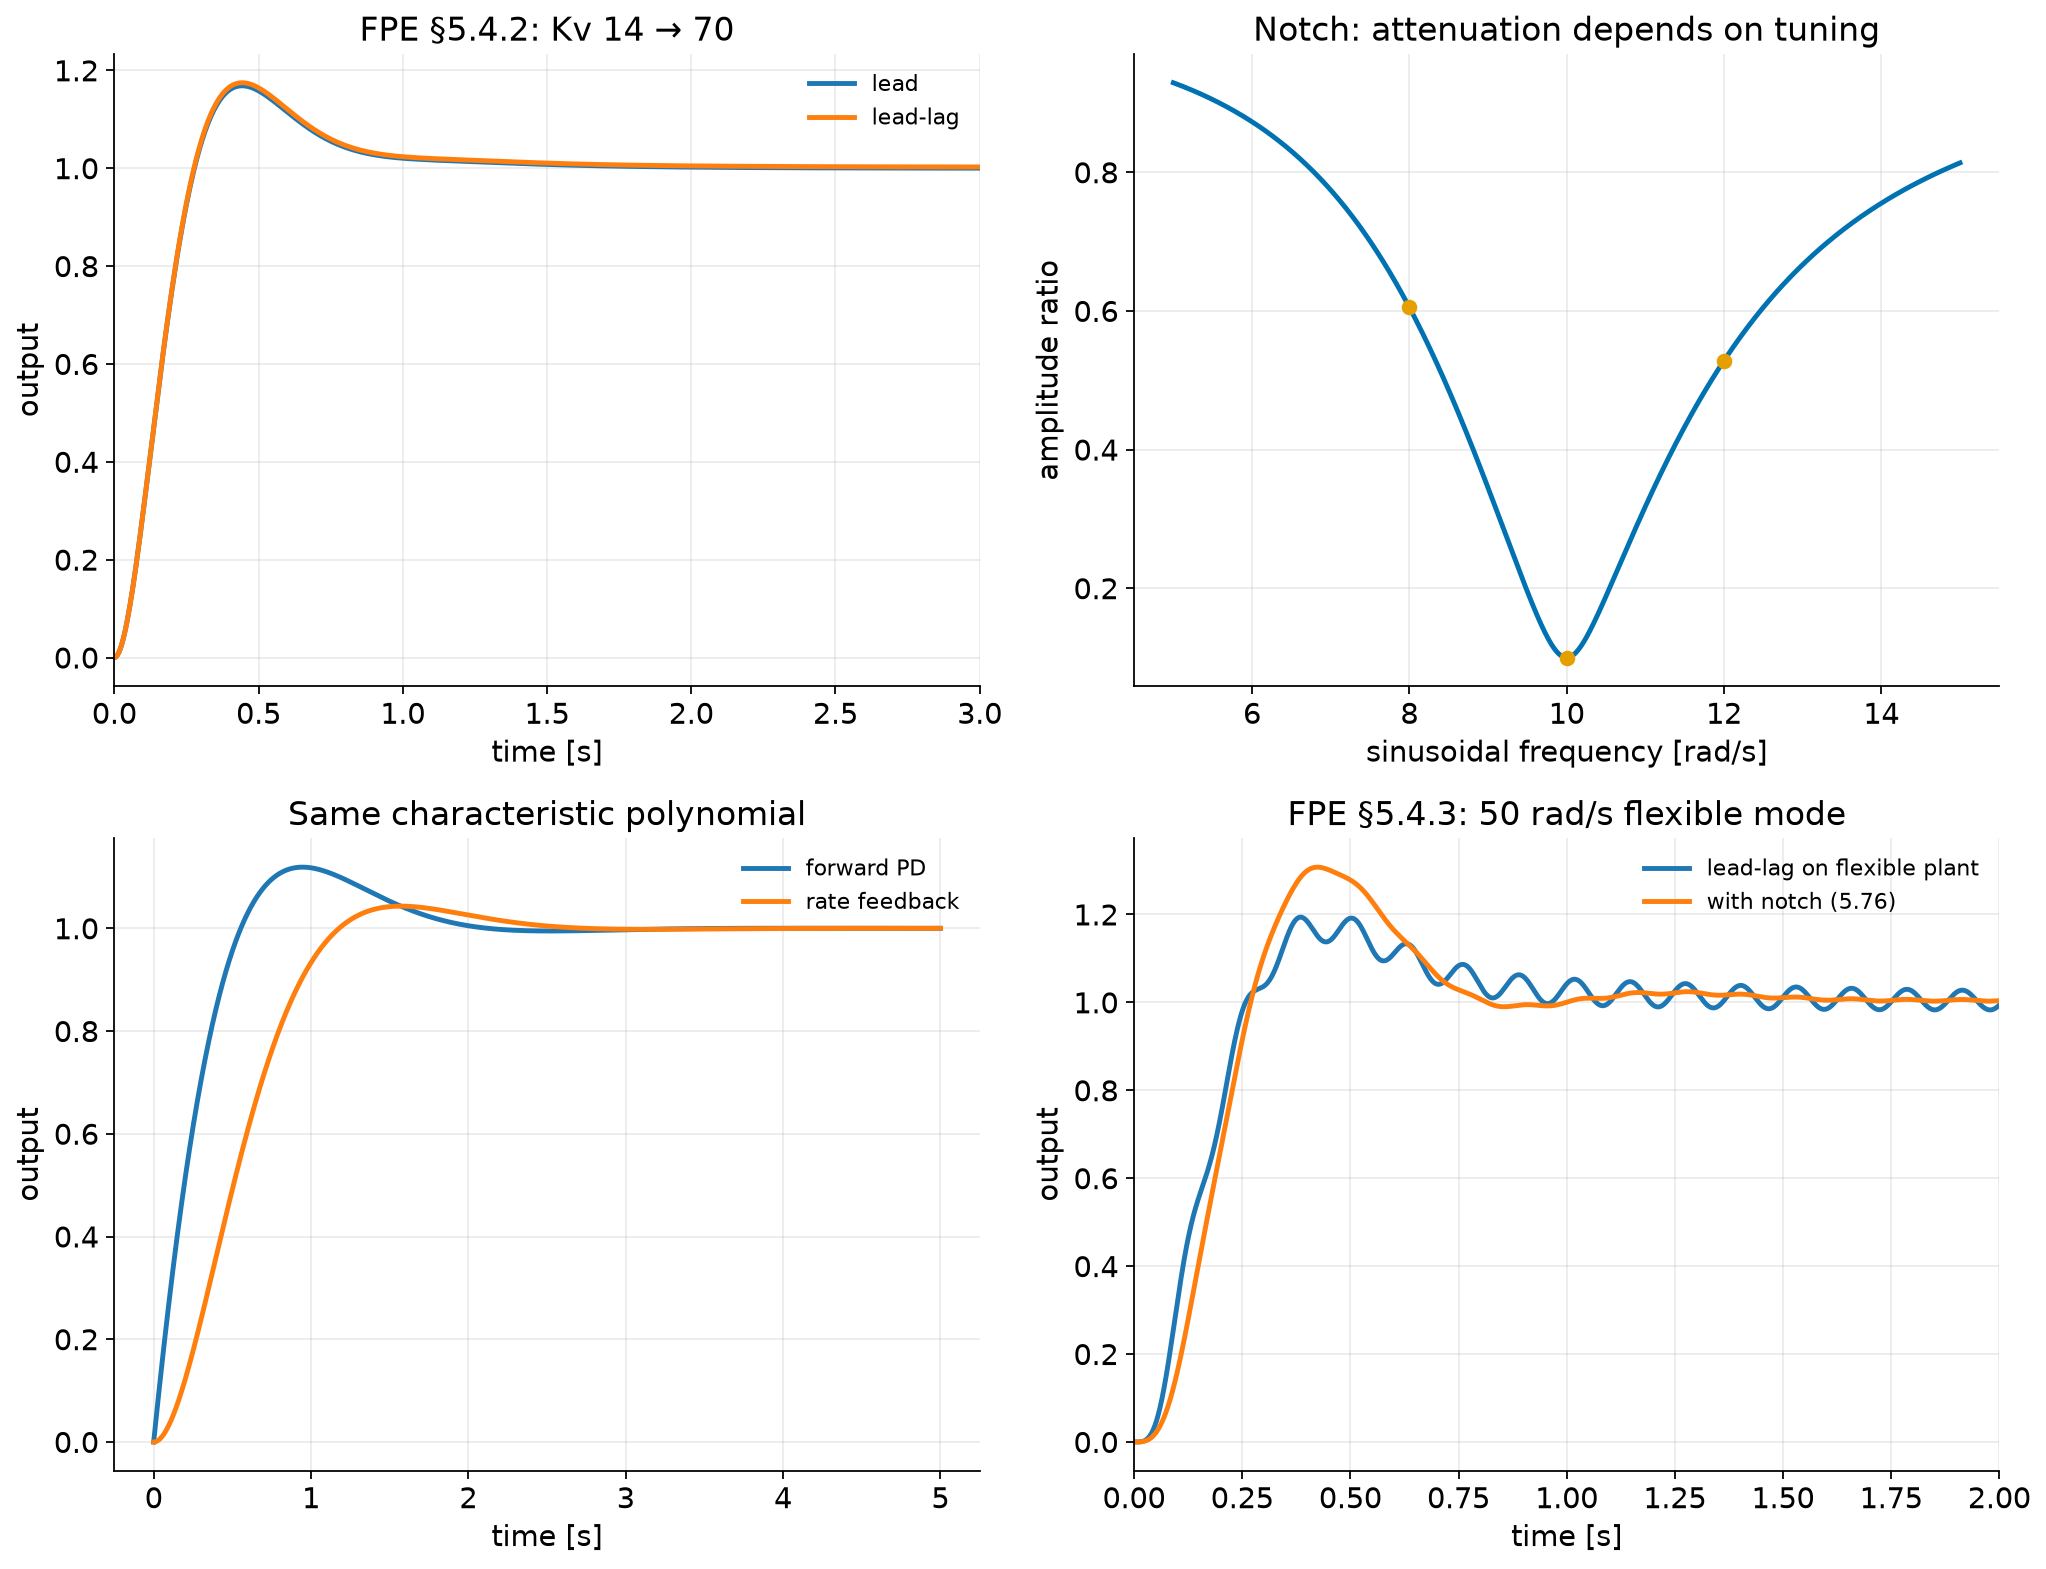 FPE §5.4.2: Kv 14 → 70
1.2
1.0
0.8
0.6
0.4
0.2
0.0
output
lead
lead-lag
0.0 0.5 1.0 1.5 2.0 2.5 3.0
time [s]
Notch: attenuation depends on tuning
0.8
0.6
0.4
0.2
amplitude ratio
6 8 10 12 14
sinusoidal frequency [rad/s]
Same characteristic polynomial
1.0
0.8
0.6
0.4
0.2
0.0
output
forward PD
rate feedback
0 1 2 3 4 5
time [s]
FPE §5.4.3: 50 rad/s flexible mode
1.2
1.0
0.8
0.6
0.4
0.2
0.0
output
lead-lag on flexible plant
with notch (5.76)
0.00 0.25 0.50 0.75 1.00 1.25 1.50 1.75 2.00
time [s]